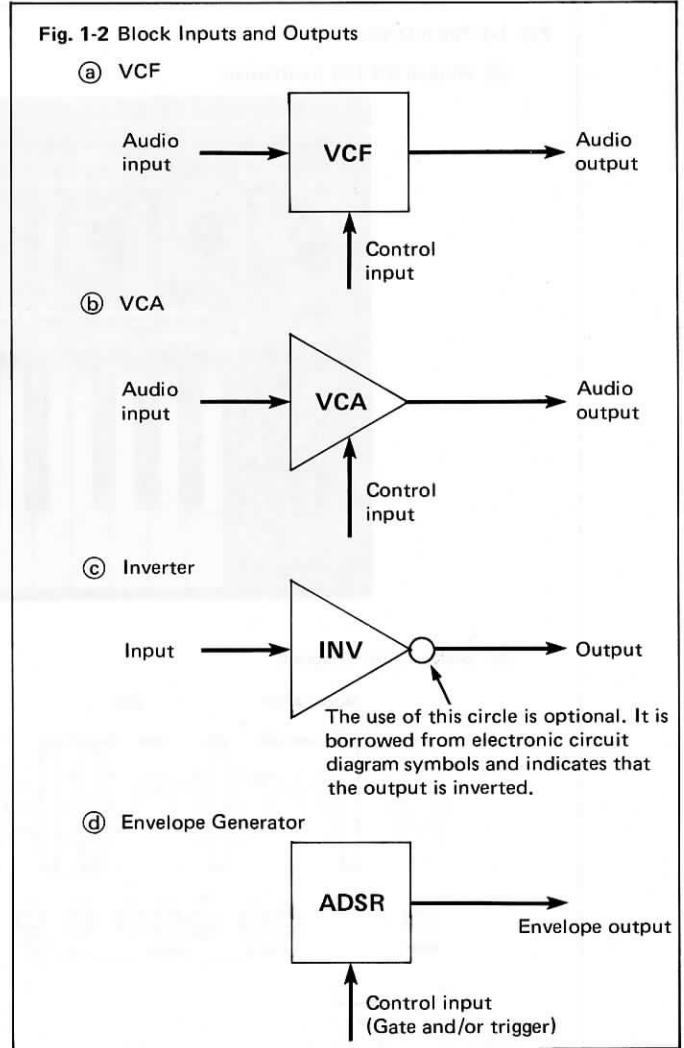 Fig. 1-2 Block Inputs and Outputs
ⓐ VCF
Audio
input
VCF
Audio
output
Control
input
ⓑ VCA
Audio
input
VCA
Audio
output
Control
input
ⓒ Inverter
Input
INV
Output
The use of this circle is optional. It is
borrowed from electronic circuit
diagram symbols and indicates that
the output is inverted.
ⓓ Envelope Generator
ADSR
Envelope output
Control input
(Gate and/or trigger)